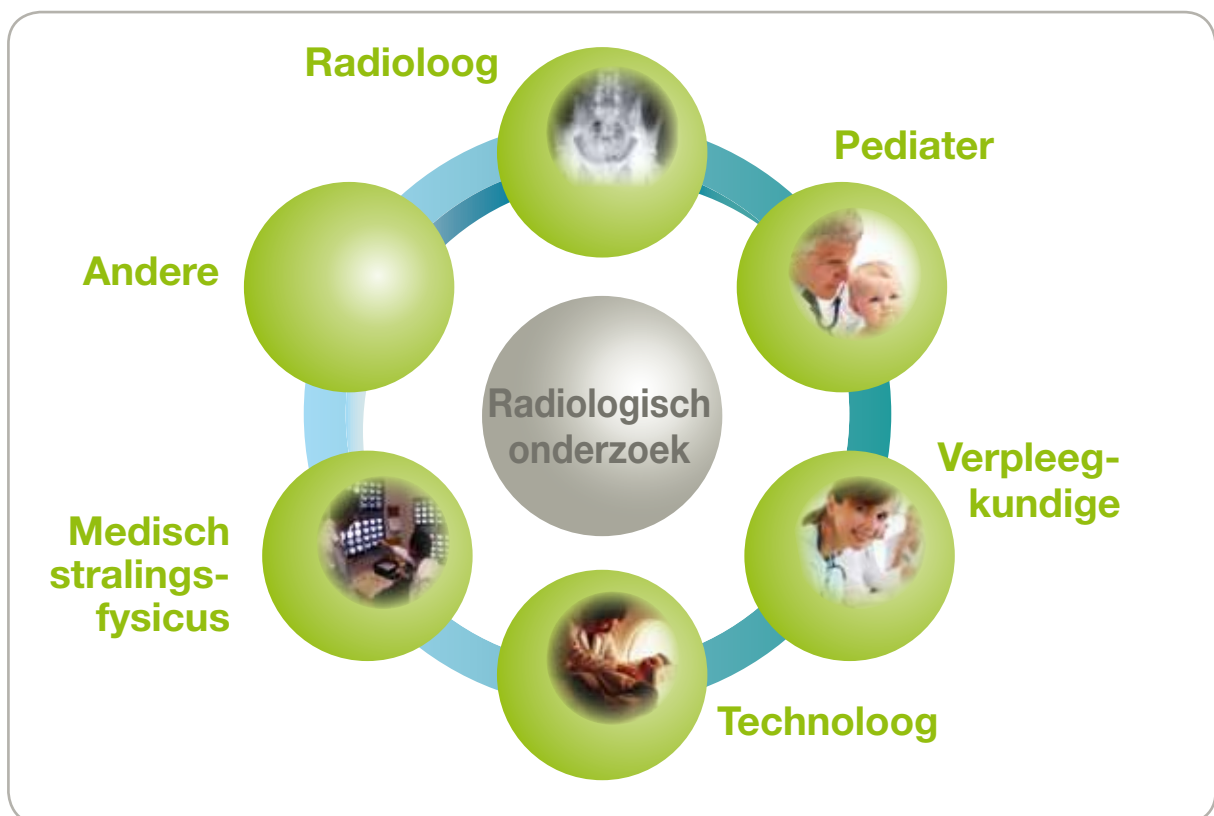 Radioloog
Pediater
Andere
Radiologisch
onderzoek
Verpleeg-
kundige
Medisch
stralings-
fysicus
Technoloog